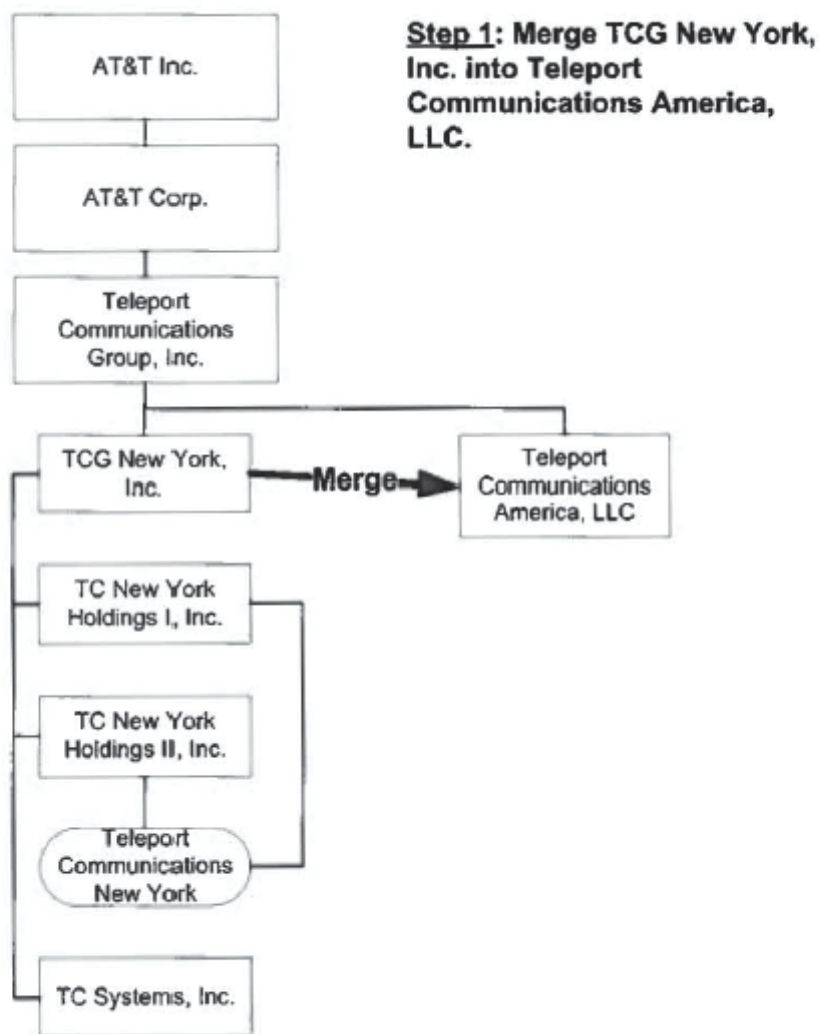 Step 1: Merge TCG New York,
Inc. into Teleport
Communications America,
LLC.
AT&T Inc.
AT&T Corp.
Teleport
Communications
Group, Inc.
TCG New York,
Inc.
Merge
Teleport
Communications
America, LLC
TC New York
Holdings I, Inc.
TC New York
Holdings II, Inc.
Teleport
Communications
New York
TC Systems, Inc.